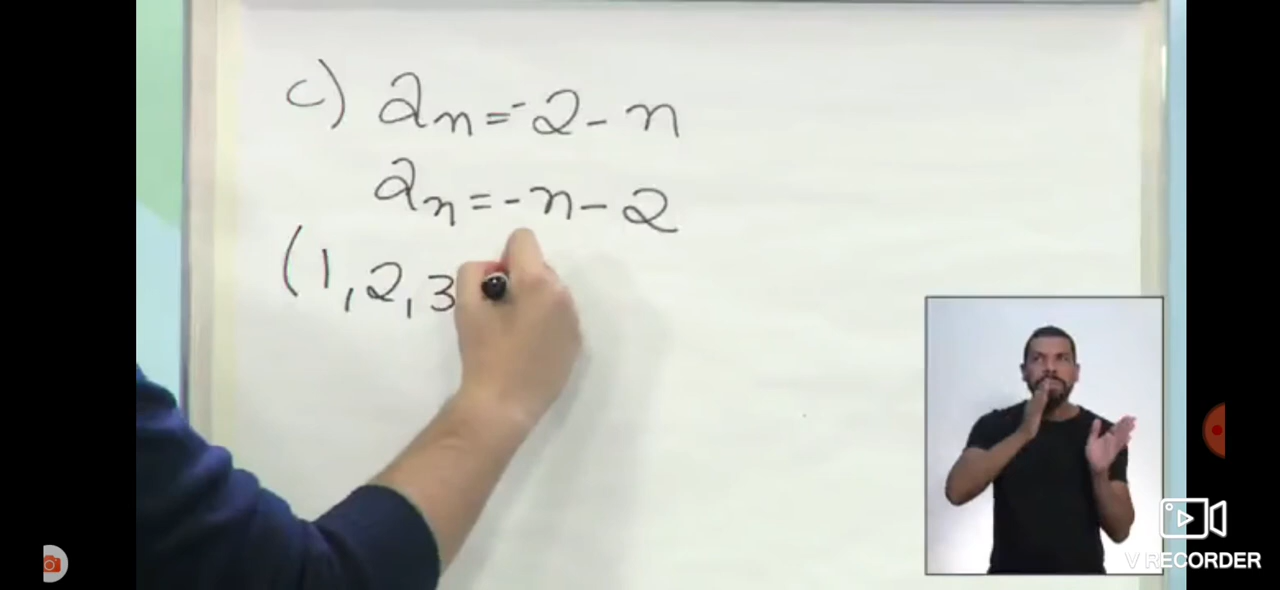 c) an = -2 - n
an = -n - 2
(1, 2, 3
V RECORDER